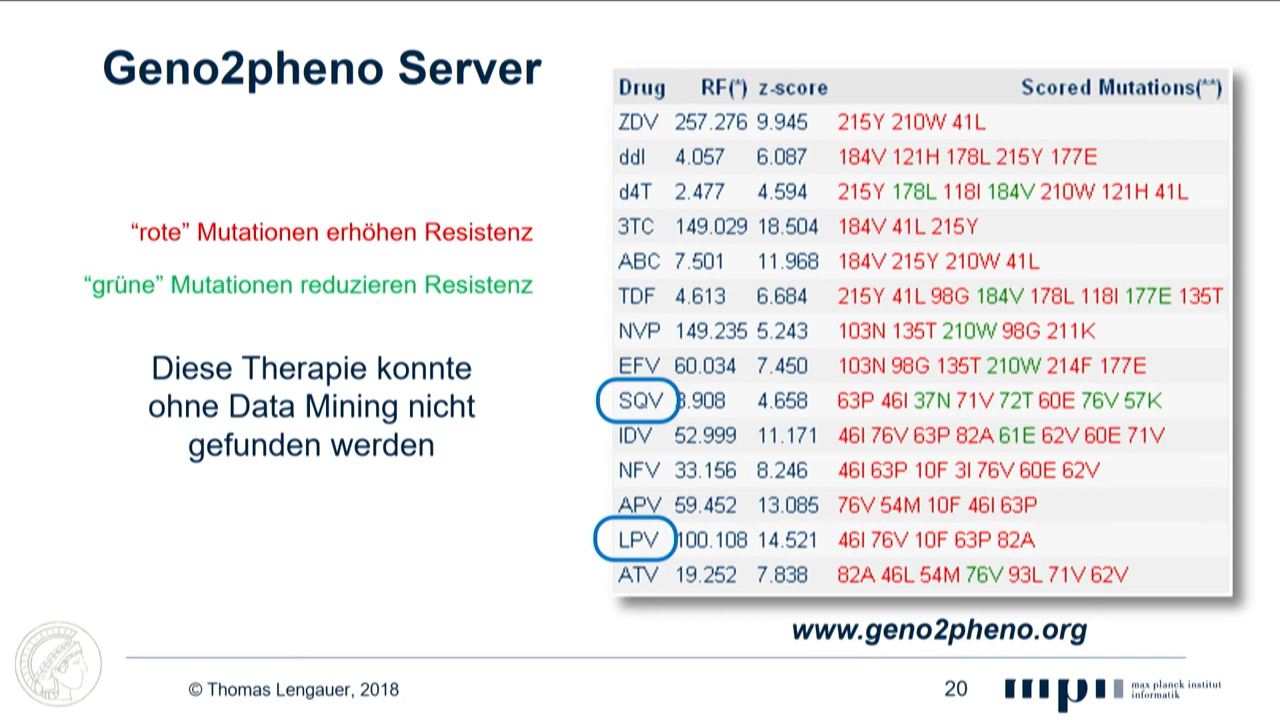 Geno2pheno Server
“rote” Mutationen erhöhen Resistenz
“grüne” Mutationen reduzieren Resistenz
Diese Therapie konnte
ohne Data Mining nicht
gefunden werden
Drug RF(*) z-score Scored Mutations(**)
ZDV 257.276 9.945 215Y 210W 41L
ddI 4.057 6.087 184V 121H 178L 215Y 177E
d4T 2.477 4.594 215Y 178L 118I 184V 210W 121H 41L
3TC 149.029 18.504 184V 41L 215Y
ABC 7.501 11.968 184V 215Y 210W 41L
TDF 4.613 6.684 215Y 41L 98G 184V 178L 118I 177E 135T
NVP 149.235 5.243 103N 135T 210W 98G 211K
EFV 60.034 7.450 103N 98G 135T 210W 214F 177E
SQV .908 4.658 63P 46I 37N 71V 72T 60E 76V 57K
IDV 52.999 11.171 46I 76V 63P 82A 61E 62V 60E 71V
NFV 33.156 8.246 46I 63P 10F 3I 76V 60E 62V
APV 59.452 13.085 76V 54M 10F 46I 63P
LPV 100.108 14.521 46I 76V 10F 63P 82A
ATV 19.252 7.838 82A 46L 54M 76V 93L 71V 62V
www.geno2pheno.org
© Thomas Lengauer, 2018
20
max planck institut
informatik